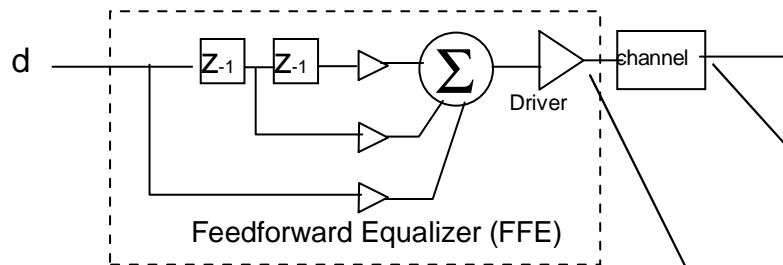 d
Z-1
Z-1
Σ
channel
Driver
Feedforward Equalizer (FFE)